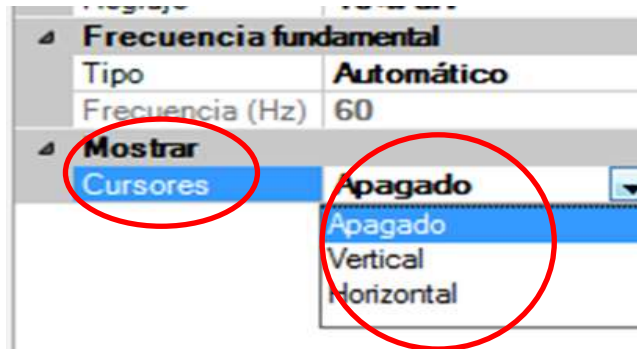 Frecuencia fundamental
Tipo Automático
Frecuencia (Hz) 60
Mostrar
Cursores Apagado
Apagado
Vertical
Horizontal